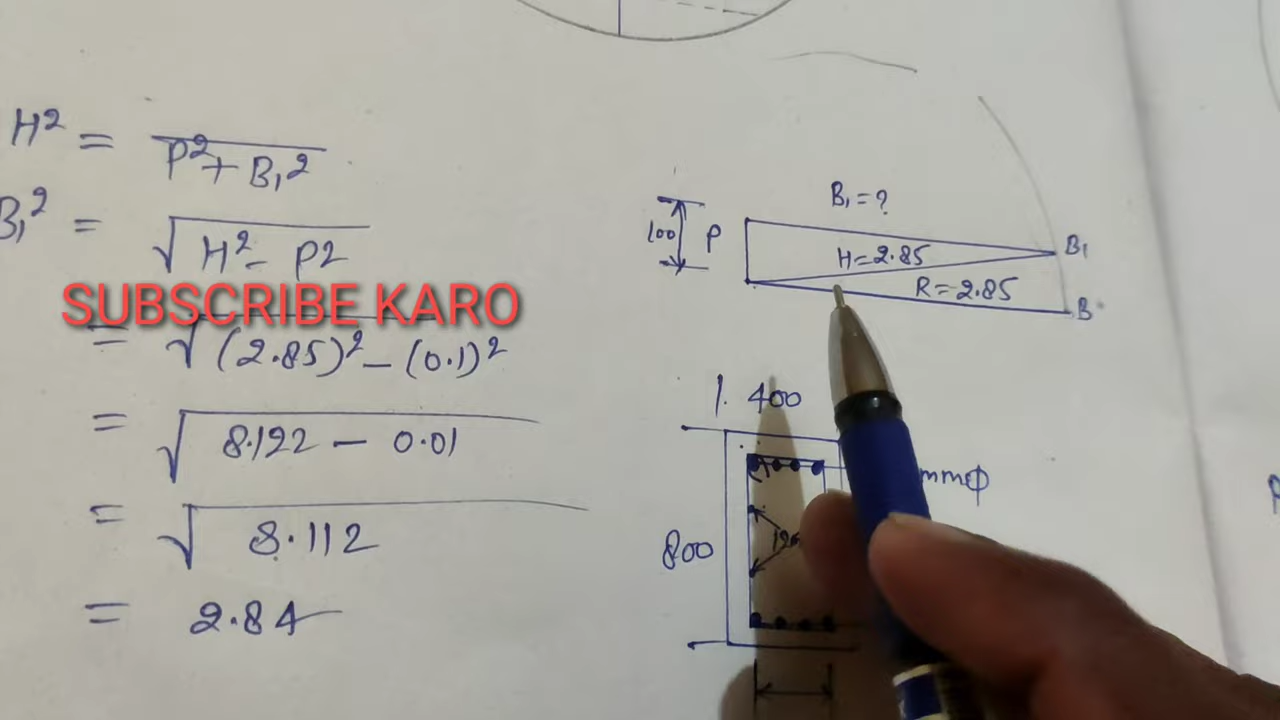 H² = P² + B₁²
B₁² = √H² - P²
SUBSCRIBE KARO
= √(2.85)² - (0.1)²
= √8.122 - 0.01
= √8.112
= 2.84
B₁ = ?
100 P
H = 2.85
B₁
R = 2.85
B
400
mmφ
800